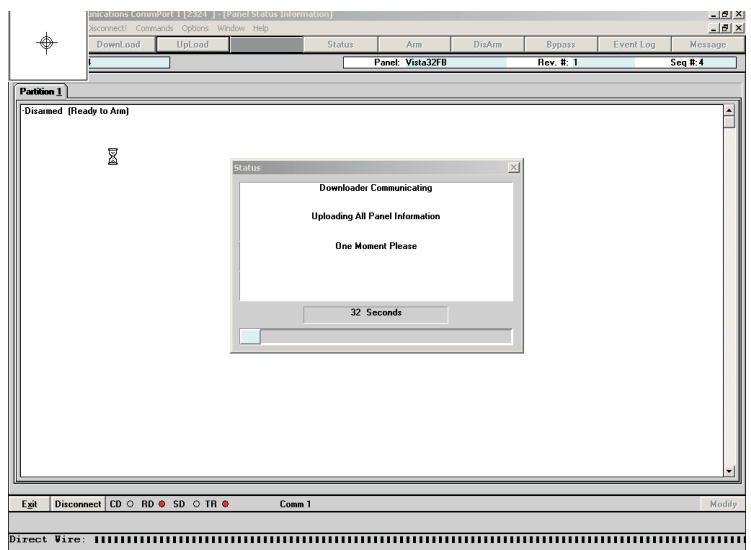 unications CommPort 1 [2324 ] - [Panel Status Information]
Disconnect! Commands Options Window Help
DownLoad UpLoad Status Arm DisArm Bypass Event Log Message
Panel: Vista32FB Rev. #: 1 Seq #: 4
Partition 1
-Disarmed (Ready to Arm)
Status
Downloader Communicating
Uploading All Panel Information
One Moment Please
32 Seconds
Exit Disconnect CD RD SD TR Comm 1 Modify
Direct Wire: